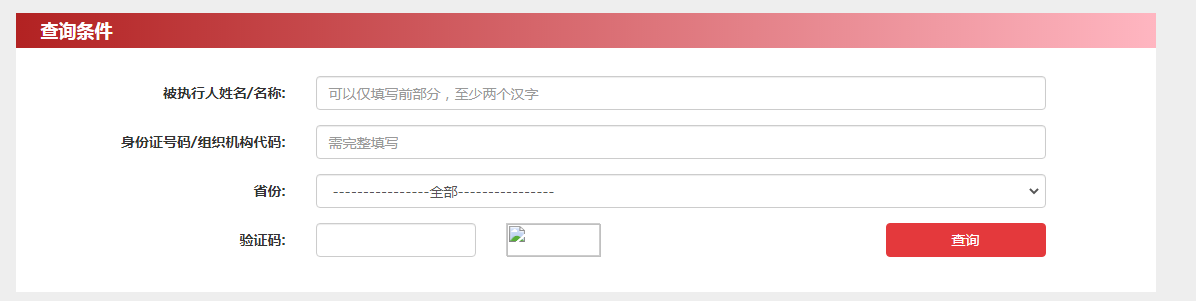 查询条件
被执行人姓名/名称: 可以仅填写前部分，至少两个汉字
身份证号码/组织机构代码: 需完整填写
省份: ----------------全部----------------
验证码: 查询